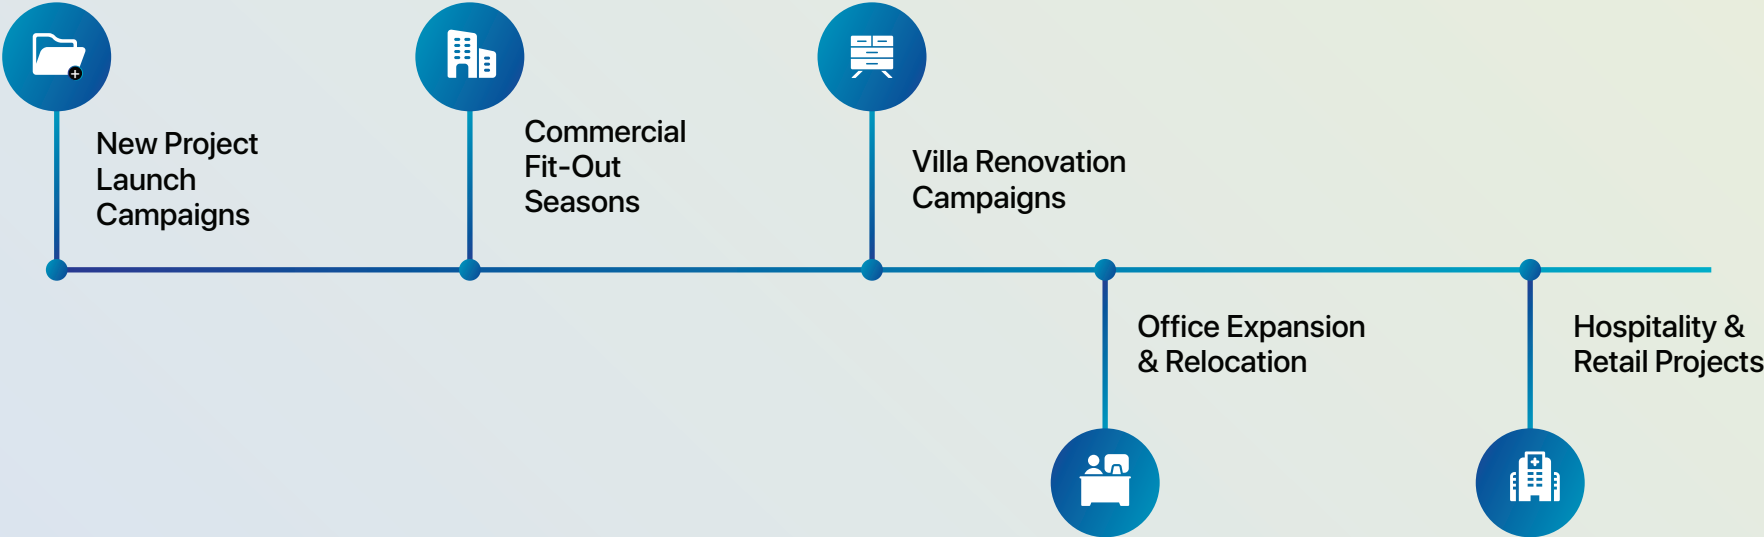 New Project
Launch
Campaigns
Commercial
Fit-Out
Seasons
Villa Renovation
Campaigns
Office Expansion
& Relocation
Hospitality &
Retail Projects